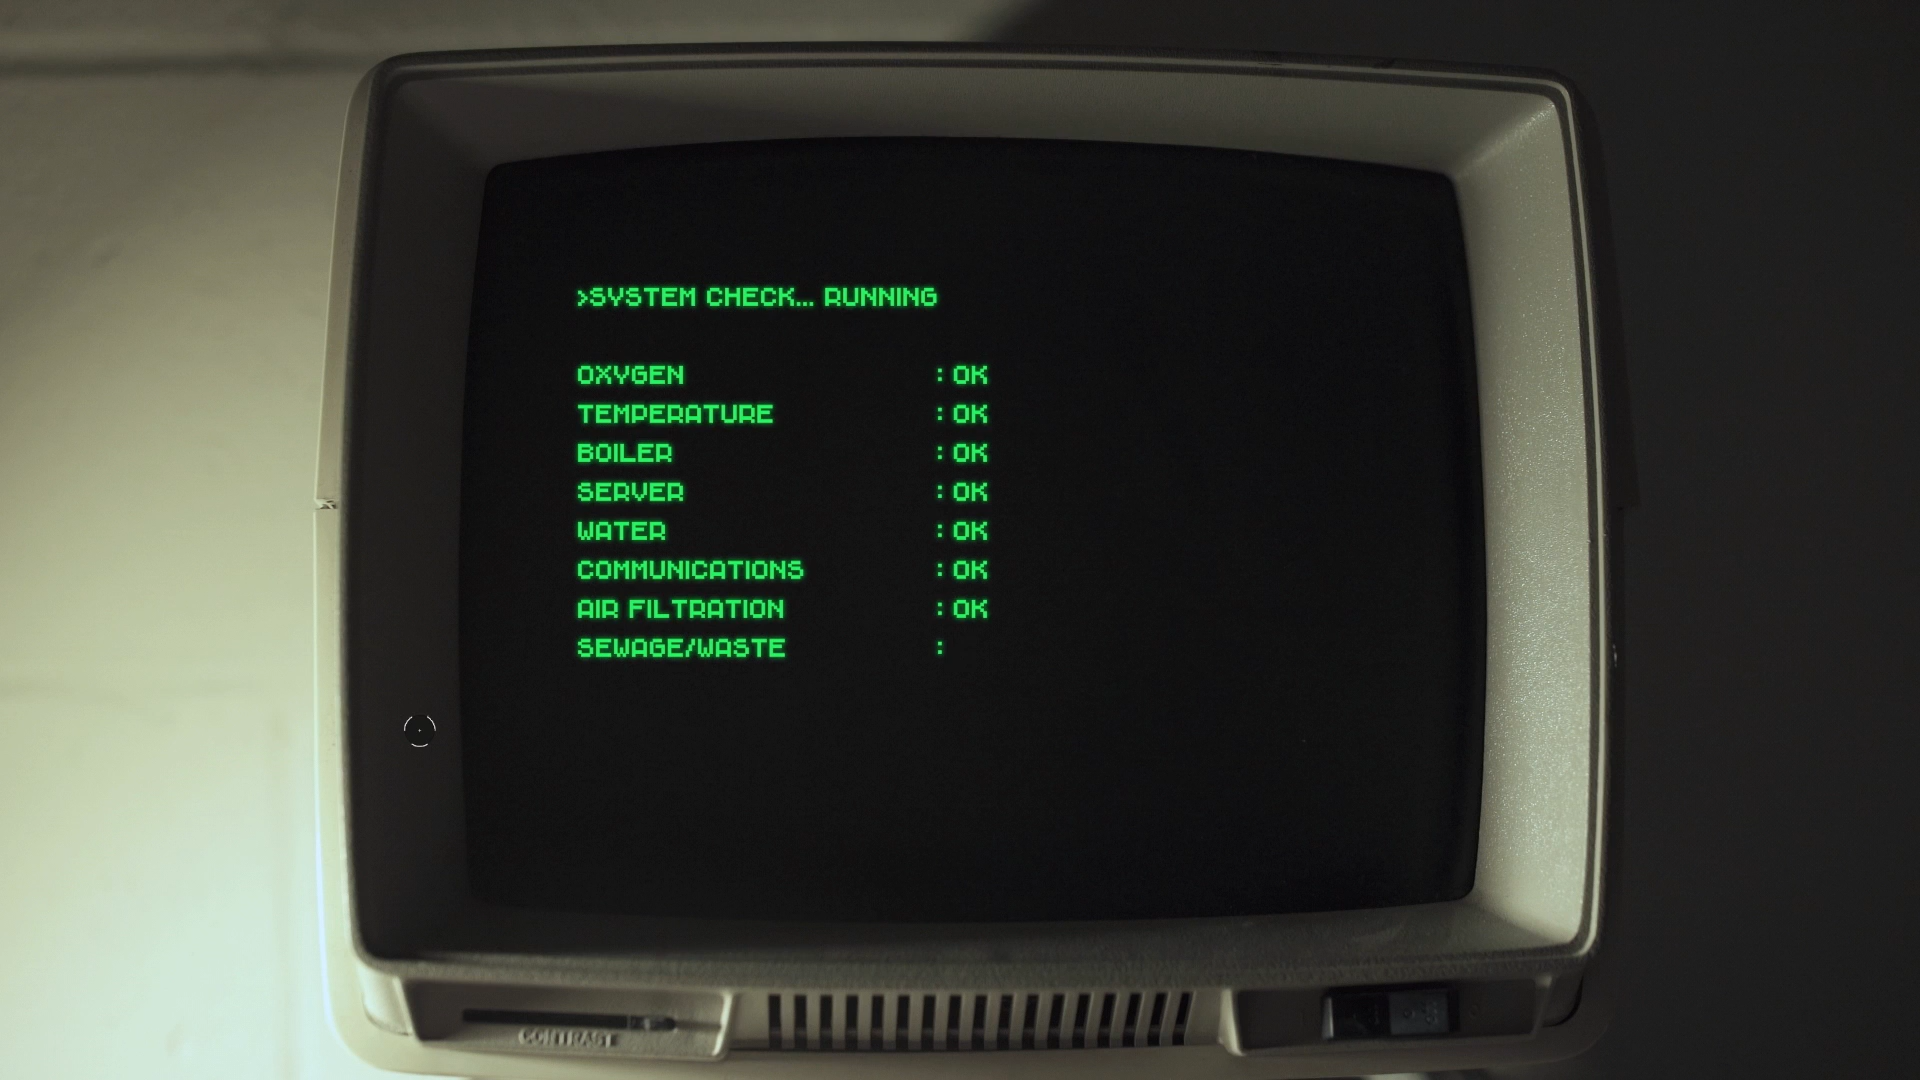 >SYSTEM CHECK... RUNNING
OXYGEN : OK
TEMPERATURE : OK
BOILER : OK
SERVER : OK
WATER : OK
COMMUNICATIONS : OK
AIR FILTRATION : OK
SEWAGE/WASTE :
CONTRAST